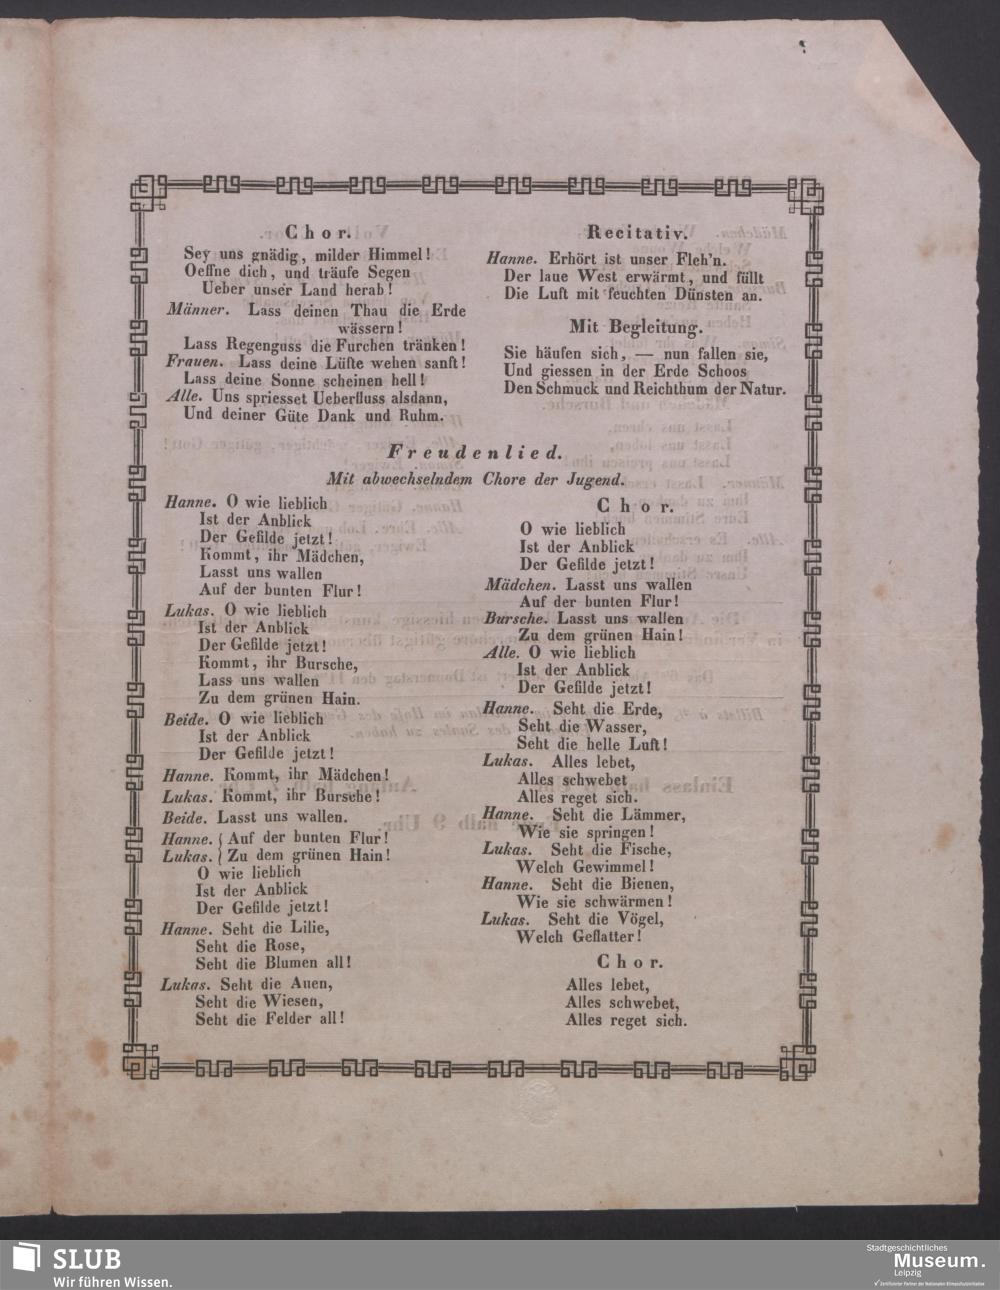 Chor.
Sey uns gnädig, milder Himmel!
Oeffne dich, und träufe Segen
Ueber unser Land herab!
Männer. Lass deinen Thau die Erde
wässern!
Lass Regenguss die Furchen tränken!
Frauen. Lass deine Lüfte wehen sanft!
Lass deine Sonne scheinen hell!
Alle. Uns spriesset Ueberfluss alsdann,
Und deiner Güte Dank und Ruhm.
Recitativ.
Hanne. Erhört ist unser Fleh'n.
Der laue West erwärmt, und füllt
Die Luft mit feuchten Dünsten an.
Mit Begleitung.
Sie häufen sich, — nun fallen sie,
Und giessen in der Erde Schoos
Den Schmuck und Reichthum der Natur.
Freudenlied.
Mit abwechselndem Chore der Jugend.
Hanne. O wie lieblich
Ist der Anblick
Der Gefilde jetzt!
Kommt, ihr Mädchen,
Lasst uns wallen
Auf der bunten Flur!
Lukas. O wie lieblich
Ist der Anblick
Der Gefilde jetzt!
Kommt, ihr Bursche,
Lass uns wallen
Zu dem grünen Hain.
Beide. O wie lieblich
Ist der Anblick
Der Gefilde jetzt!
Hanne. Kommt, ihr Mädchen!
Lukas. Kommt, ihr Bursche!
Beide. Lasst uns wallen.
Hanne. { Auf der bunten Flur!
Lukas. } Zu dem grünen Hain!
O wie lieblich
Ist der Anblick
Der Gefilde jetzt!
Hanne. Seht die Lilie,
Seht die Rose,
Seht die Blumen all!
Lukas. Seht die Auen,
Seht die Wiesen,
Seht die Felder all!
Chor.
O wie lieblich
Ist der Anblick
Der Gefilde jetzt!
Mädchen. Lasst uns wallen
Auf der bunten Flur!
Bursche. Lasst uns wallen
Zu dem grünen Hain!
Alle. O wie lieblich
Ist der Anblick
Der Gefilde jetzt!
Hanne. Seht die Erde,
Seht die Wasser,
Seht die helle Luft!
Lukas. Alles lebet,
Alles schwebet
Alles reget sich.
Hanne. Seht die Lämmer,
Wie sie springen!
Lukas. Seht die Fische,
Welch Gewimmel!
Hanne. Seht die Bienen,
Wie sie schwärmen!
Lukas. Seht die Vögel,
Welch Geflatter!
Chor.
Alles lebet,
Alles schwebet,
Alles reget sich.
SLUB
Wir führen Wissen.
Stadtgeschichtliches
Museum.
Leipzig
Zertifizierter Partner der Nationalen Klimaschutzinitiative